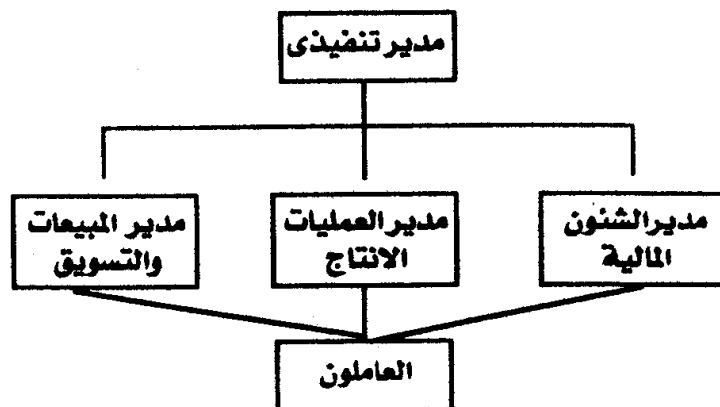 مدير تنفيذى
مدير الشئون
المالية
مدير العمليات
الانتاج
مدير المبيعات
والتسويق
العاملون